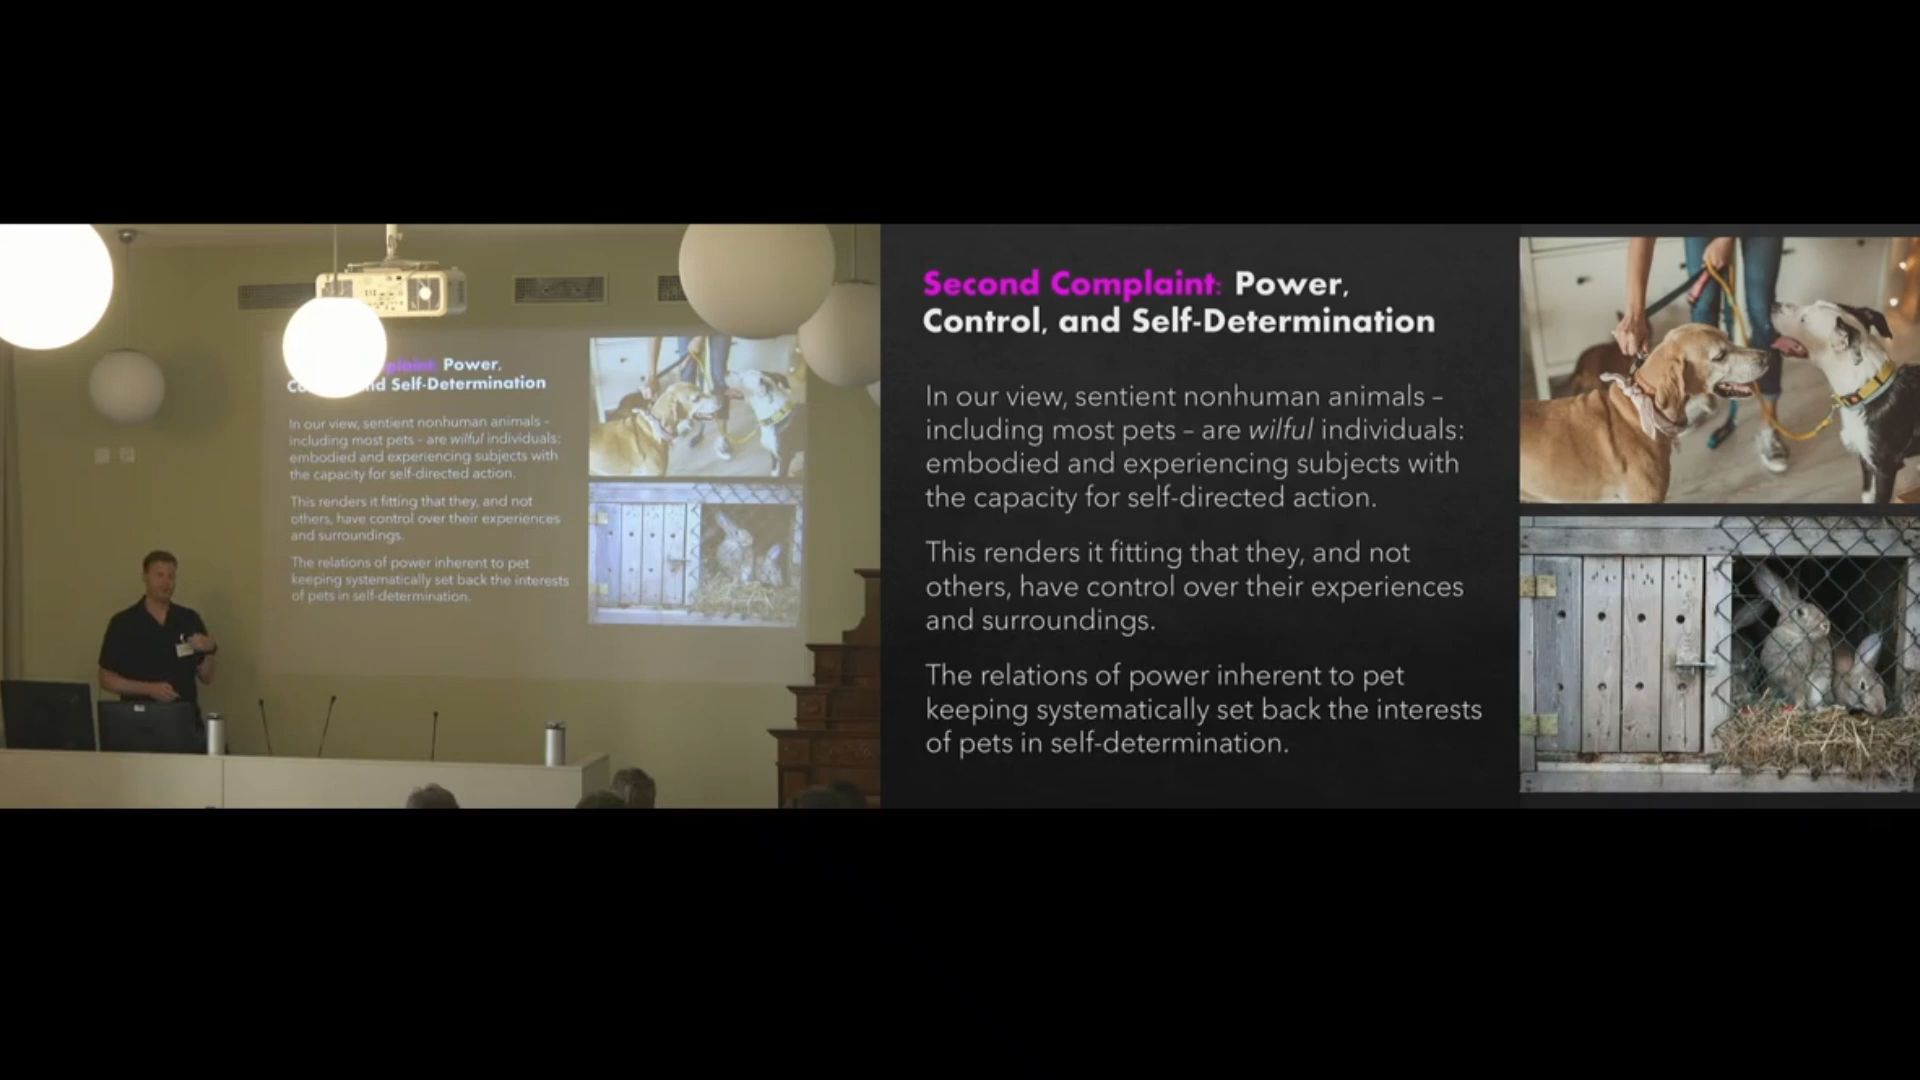 plaint: Power,
Co nd Self-Determination
In our view, sentient nonhuman animals –
including most pets – are wilful individuals:
embodied and experiencing subjects with
the capacity for self-directed action.
This renders it fitting that they, and not
others, have control over their experiences
and surroundings.
The relations of power inherent to pet
keeping systematically set back the interests
of pets in self-determination.
Second Complaint: Power,
Control, and Self-Determination
In our view, sentient nonhuman animals –
including most pets – are wilful individuals:
embodied and experiencing subjects with
the capacity for self-directed action.
This renders it fitting that they, and not
others, have control over their experiences
and surroundings.
The relations of power inherent to pet
keeping systematically set back the interests
of pets in self-determination.